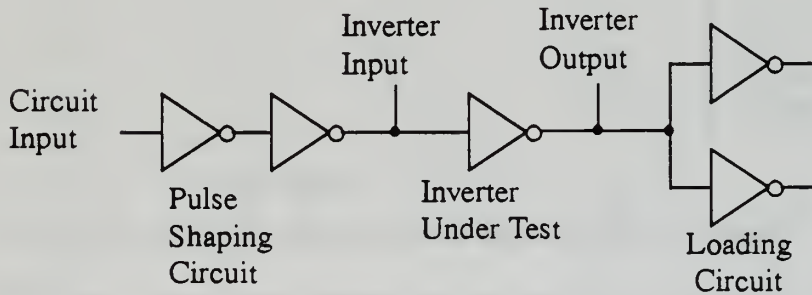 Inverter
Input
Inverter
Output
Circuit
Input
Pulse
Shaping
Circuit
Inverter
Under Test
Loading
Circuit